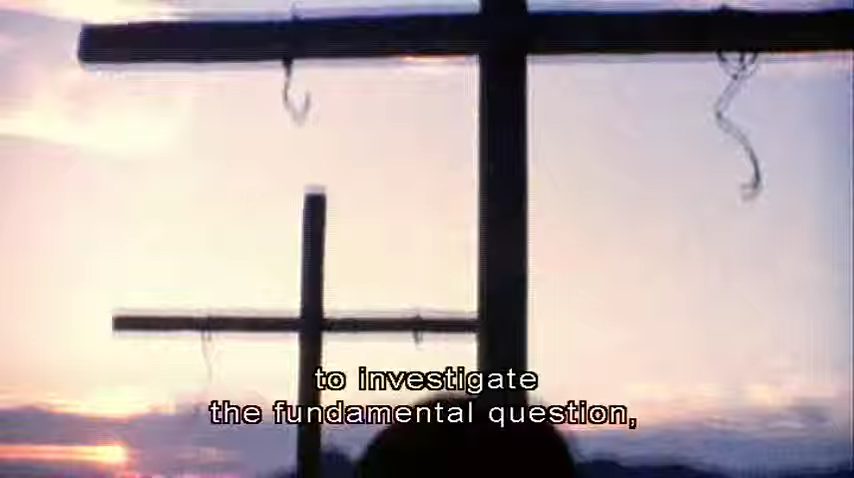 to investigate
the fundamental question,